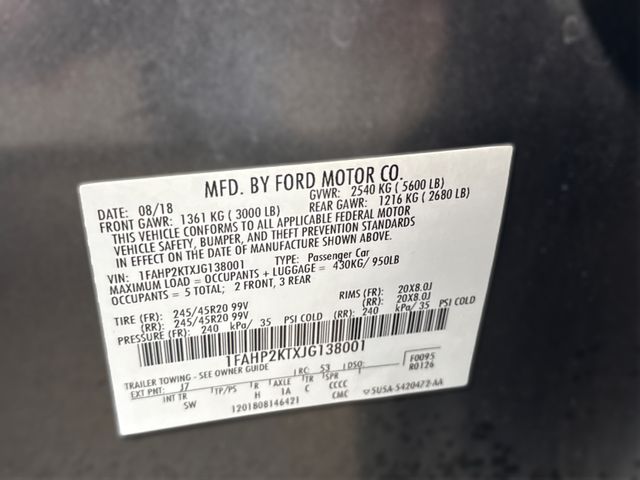 MFD. BY FORD MOTOR CO.
DATE: 08/18 GVWR: 2540 KG ( 5600 LB)
FRONT GAWR: 1361 KG ( 3000 LB) REAR GAWR: 1216 KG ( 2680 LB)
THIS VEHICLE CONFORMS TO ALL APPLICABLE FEDERAL MOTOR
VEHICLE SAFETY, BUMPER, AND THEFT PREVENTION STANDARDS
IN EFFECT ON THE DATE OF MANUFACTURE SHOWN ABOVE.
VIN: 1FAHP2KTXJG138001 TYPE: Passenger Car
MAXIMUM LOAD = OCCUPANTS + LUGGAGE = 430KG/ 950LB
OCCUPANTS = 5 TOTAL; 2 FRONT, 3 REAR
TIRE (FR): 245/45R20 99V RIMS (FR): 20X8.0J
(RR): 245/45R20 99V (RR): 20X8.0J
PRESSURE (FR): 240 kPa/ 35 PSI COLD (RR): 240 kPa/ 35 PSI COLD
1FAHP2KTXJG138001
TRAILER TOWING - SEE OWNER GUIDE F0095
EXT PNT: J7 RC: 53 DSO: R0126
INT TR TP/PS R AXLE TR SPR
SW H 1A C CCCC
1201808146421 CMC 5U5A-5420472-AA